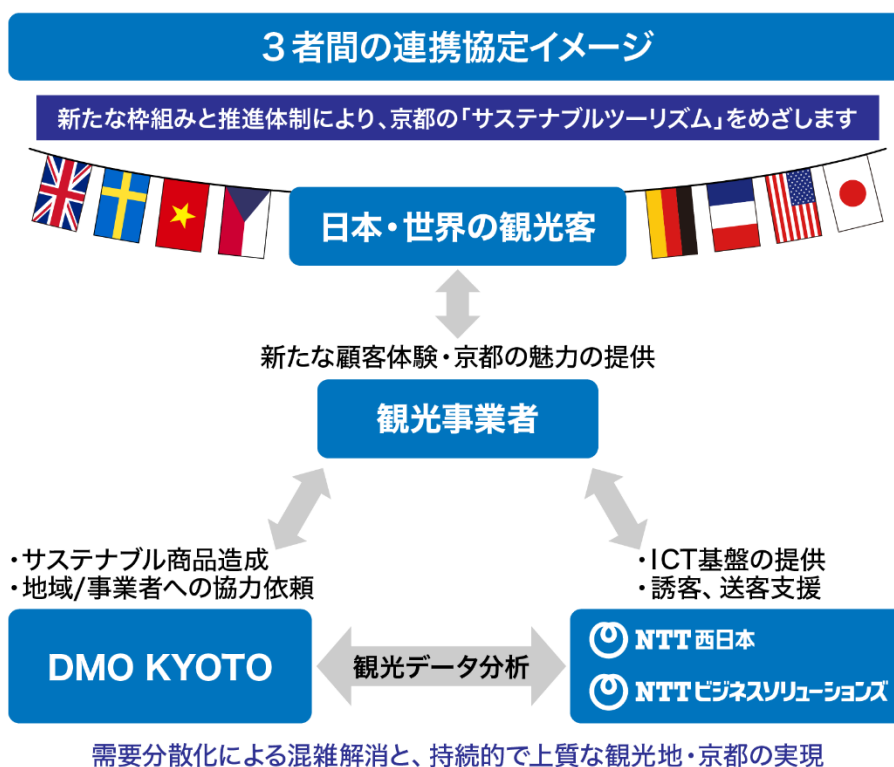 3者間の連携協定イメージ
新たな枠組みと推進体制により、京都の「サステナブルツーリズム」をめざします
日本・世界の観光客
新たな顧客体験・京都の魅力の提供
観光事業者
・サステナブル商品造成
・地域/事業者への協力依頼
・ICT基盤の提供
・誘客、送客支援
DMO KYOTO
観光データ分析
NTT西日本
NTTビジネスソリューションズ
需要分散化による混雑解消と、持続的で上質な観光地・京都の実現